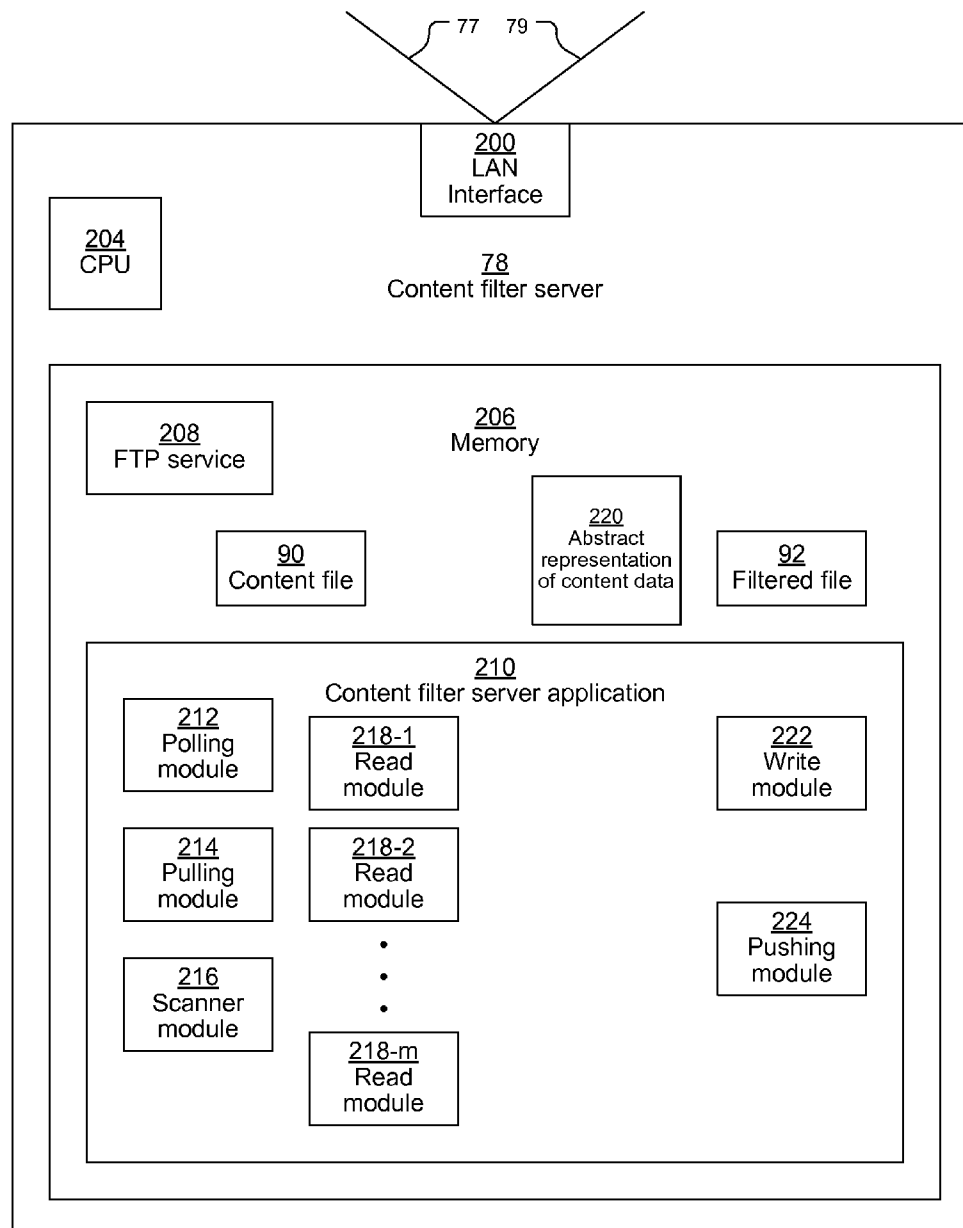 77 79
200
LAN
Interface
204
CPU
78
Content filter server
208
FTP service
206
Memory
90
Content file
220
Abstract
representation
of content data
92
Filtered file
210
Content filter server application
212
Polling
module
218-1
Read
module
222
Write
module
214
Pulling
module
218-2
Read
module
224
Pushing
module
216
Scanner
module
218-m
Read
module